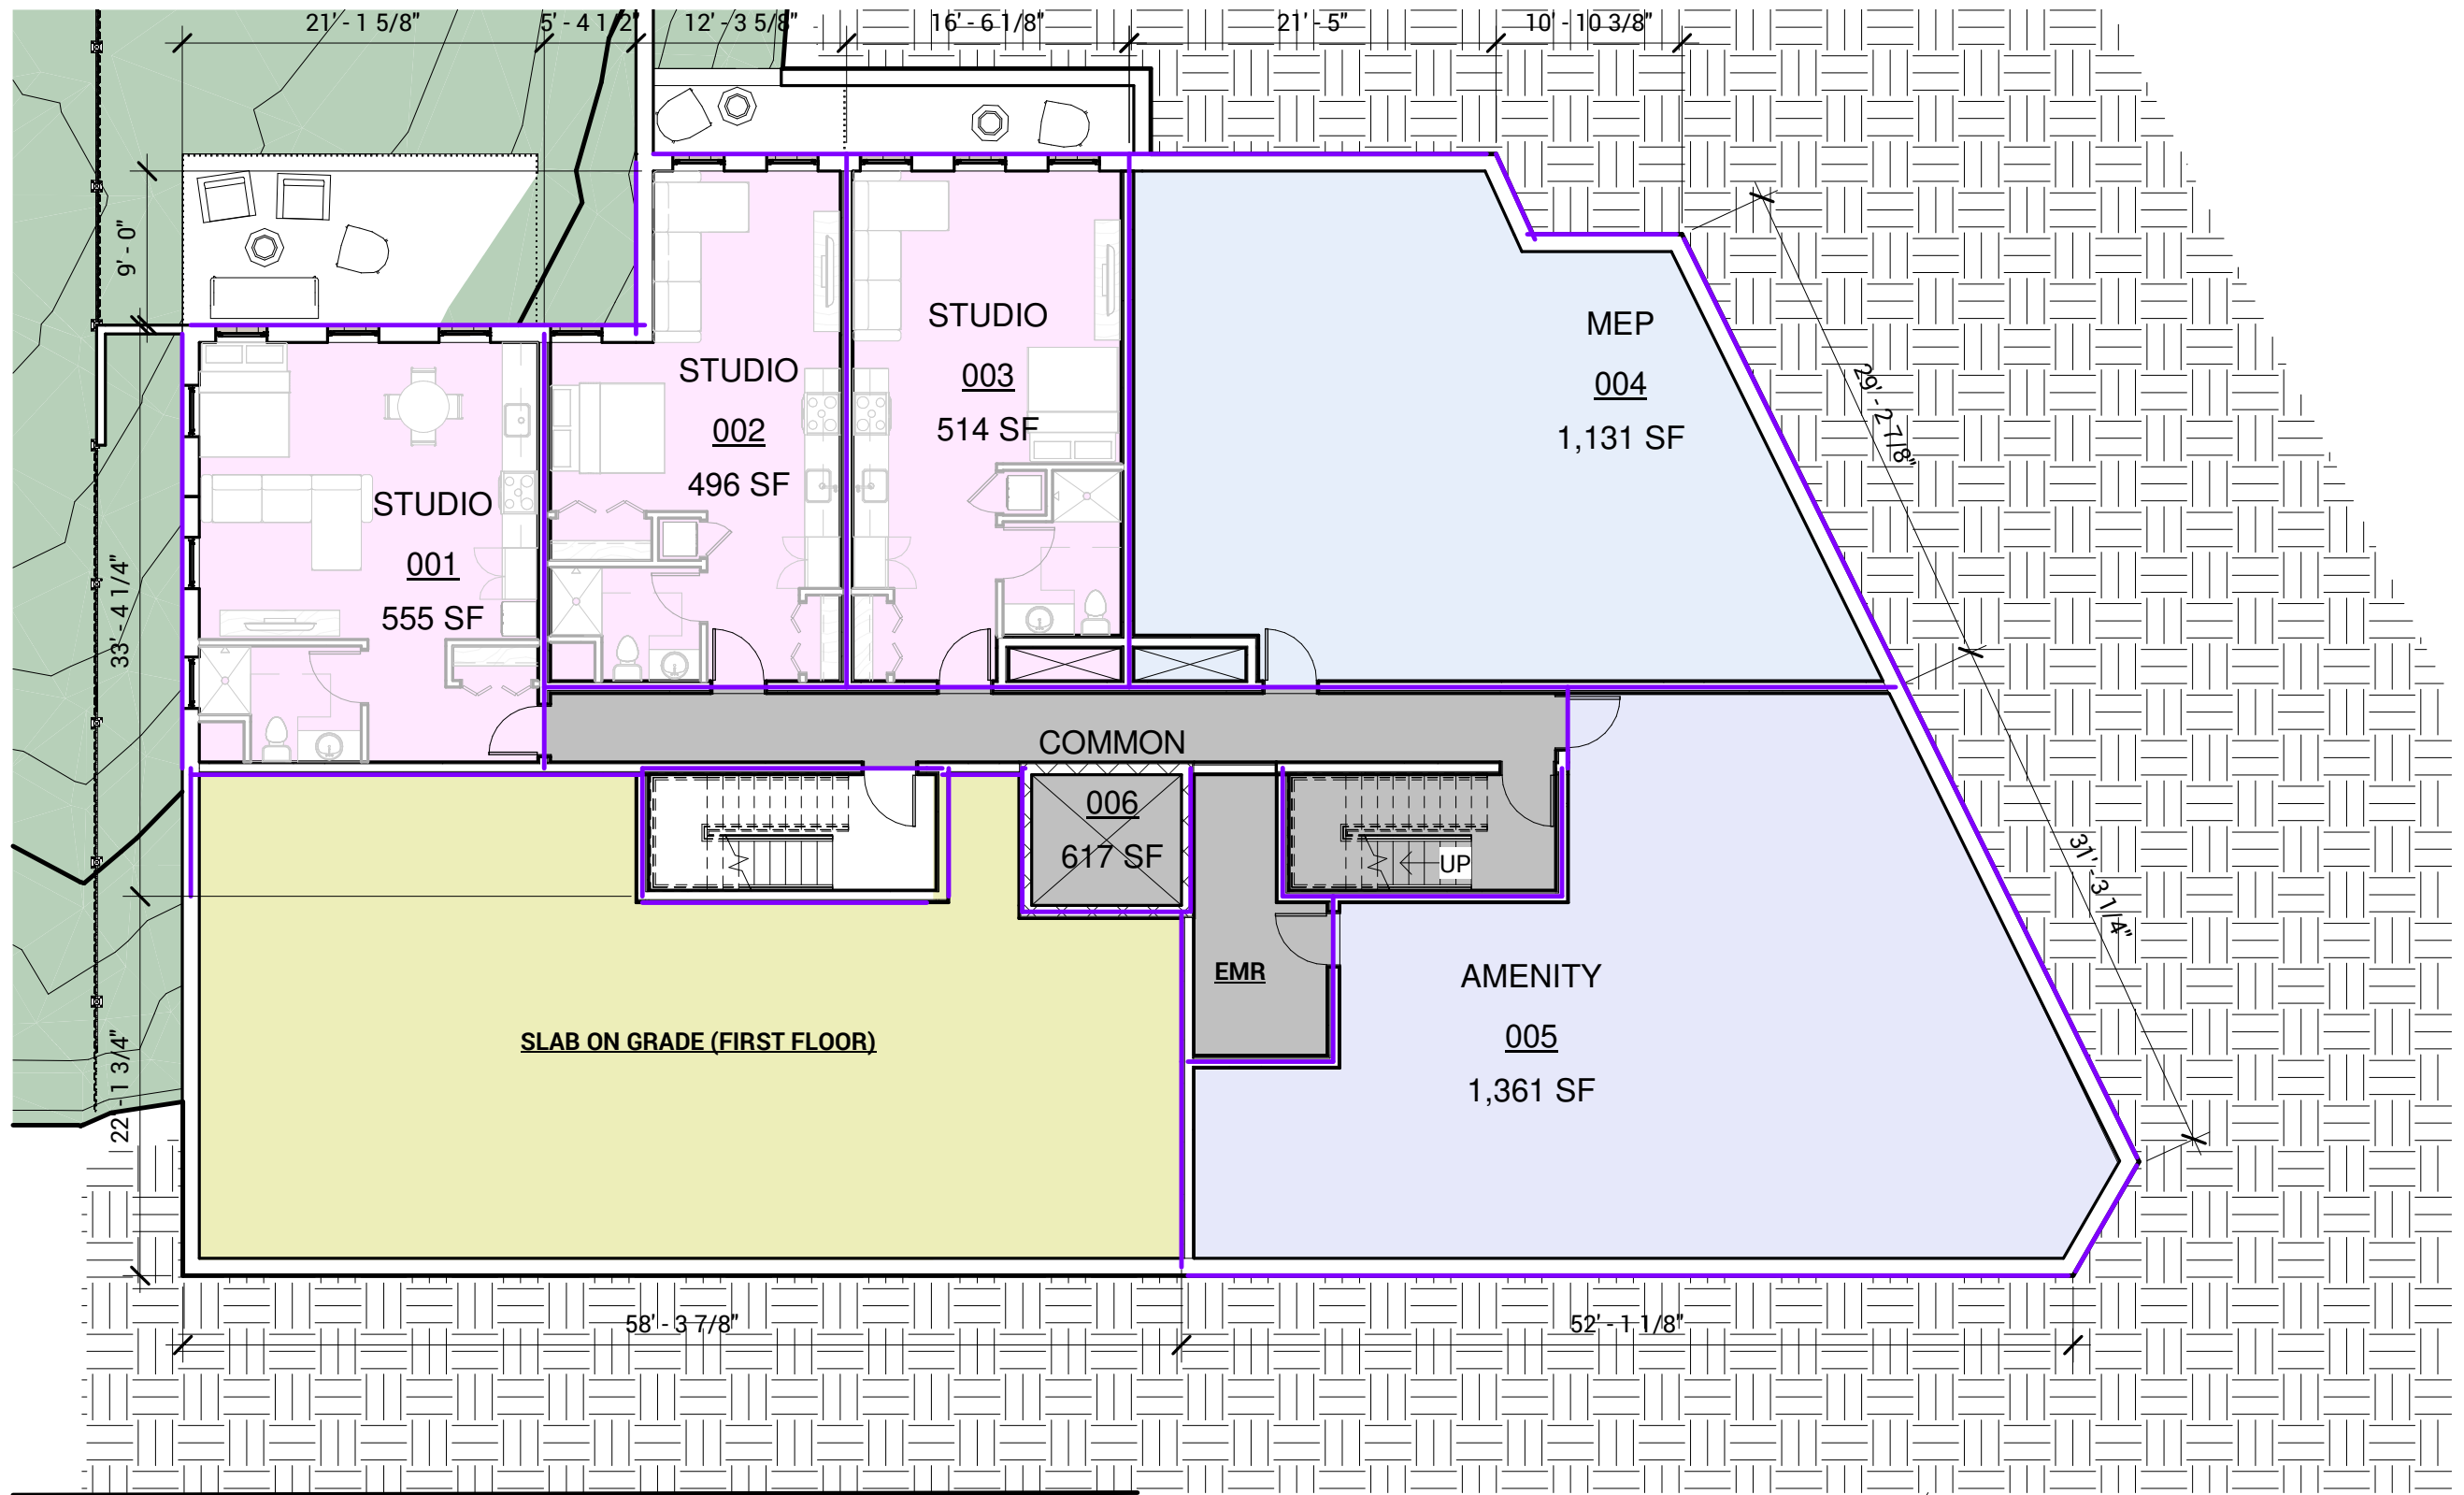 21' - 1 5/8"
5' - 4 1/2"
12' - 3 5/8"
16' - 6 1/8"
21' - 5"
10' - 10 3/8"
9' - 0"
33' - 4 1/4"
22' - 1 3/4"
STUDIO
001
555 SF
STUDIO
002
496 SF
STUDIO
003
514 SF
MEP
004
1,131 SF
29' - 2 7/8"
31' - 3 1/4"
COMMON
006
617 SF
UP
EMR
AMENITY
005
1,361 SF
SLAB ON GRADE (FIRST FLOOR)
58' - 3 7/8"
52' - 1 1/8"